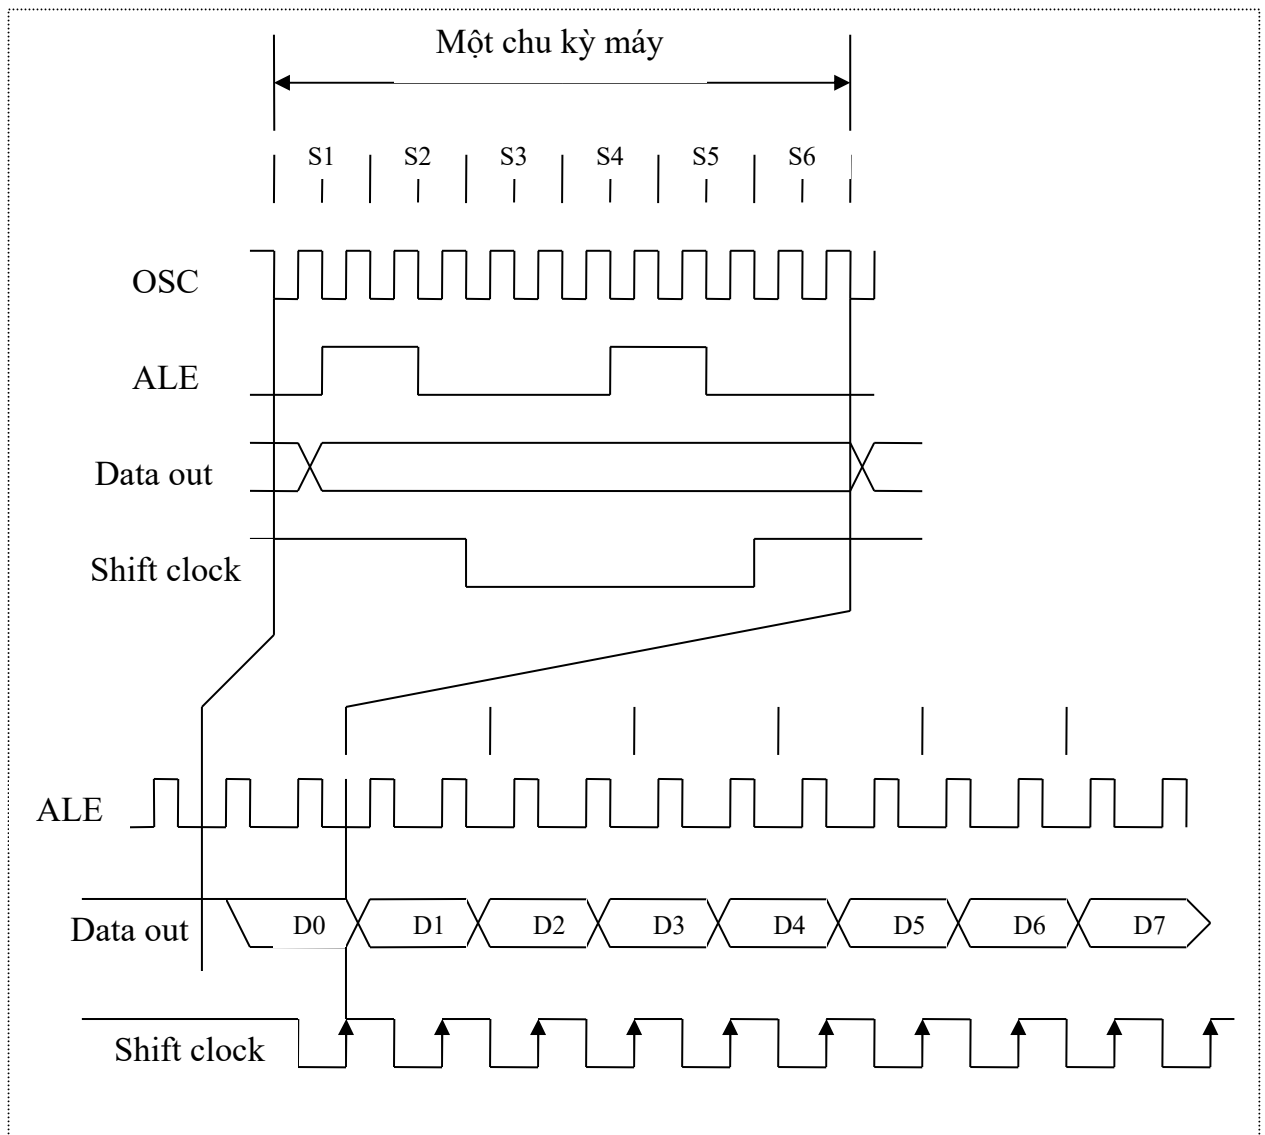 Một chu kỳ máy
S1 S2 S3 S4 S5 S6
OSC
ALE
Data out
Shift clock
ALE
Data out D0 D1 D2 D3 D4 D5 D6 D7
Shift clock